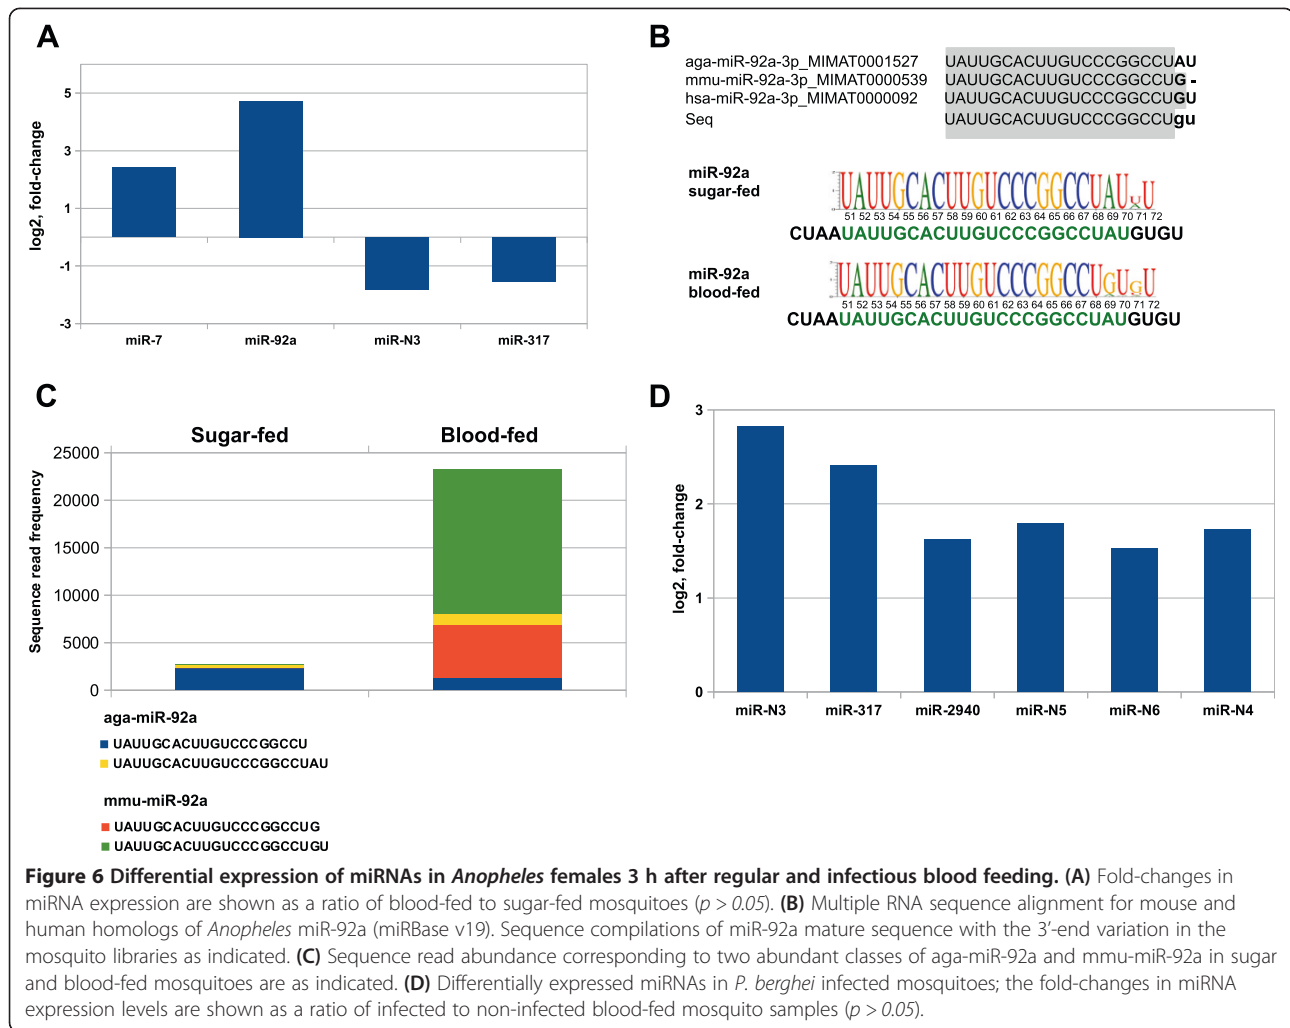 A
5
3
1
-1
-3
log2, fold-change
miR-7 miR-92a miR-N3 miR-317
B
aga-miR-92a-3p_MIMAT0001527 UAUUGCACUUGUCCCGGCCUAU
mmu-miR-92a-3p_MIMAT0000539 UAUUGCACUUGUCCCGGCCUG -
hsa-miR-92a-3p_MIMAT0000092 UAUUGCACUUGUCCCGGCCUGU
Seq UAUUGCACUUGUCCCGGCCUgu
miR-92a
sugar-fed
UAUUGCACUUGUCCCGGCCUAU U
51 52 53 54 55 56 57 58 59 60 61 62 63 64 65 66 67 68 69 70 71 72
CUAAUAUUGCACUUGUCCCGGCCUAUGUGU
miR-92a
blood-fed
UAUUGCACUUGUCCCGGCCUGUGU
51 52 53 54 55 56 57 58 59 60 61 62 63 64 65 66 67 68 69 70 71 72
CUAAUAUUGCACUUGUCCCGGCCUAUGUGU
C
Sugar-fed Blood-fed
25000
20000
15000
10000
5000
0
Sequence read frequency
aga-miR-92a
UAUUGCACUUGUCCCGGCCU
UAUUGCACUUGUCCCGGCCUAU
mmu-miR-92a
UAUUGCACUUGUCCCGGCCUG
UAUUGCACUUGUCCCGGCCUGU
D
3
2
1
0
log2, fold-change
miR-N3 miR-317 miR-2940 miR-N5 miR-N6 miR-N4
Figure 6 Differential expression of miRNAs in Anopheles females 3 h after regular and infectious blood feeding. (A) Fold-changes in
miRNA expression are shown as a ratio of blood-fed to sugar-fed mosquitoes (p > 0.05). (B) Multiple RNA sequence alignment for mouse and
human homologs of Anopheles miR-92a (miRBase v19). Sequence compilations of miR-92a mature sequence with the 3'-end variation in the
mosquito libraries as indicated. (C) Sequence read abundance corresponding to two abundant classes of aga-miR-92a and mmu-miR-92a in sugar
and blood-fed mosquitoes are as indicated. (D) Differentially expressed miRNAs in P. berghei infected mosquitoes; the fold-changes in miRNA
expression levels are shown as a ratio of infected to non-infected blood-fed mosquito samples (p > 0.05).